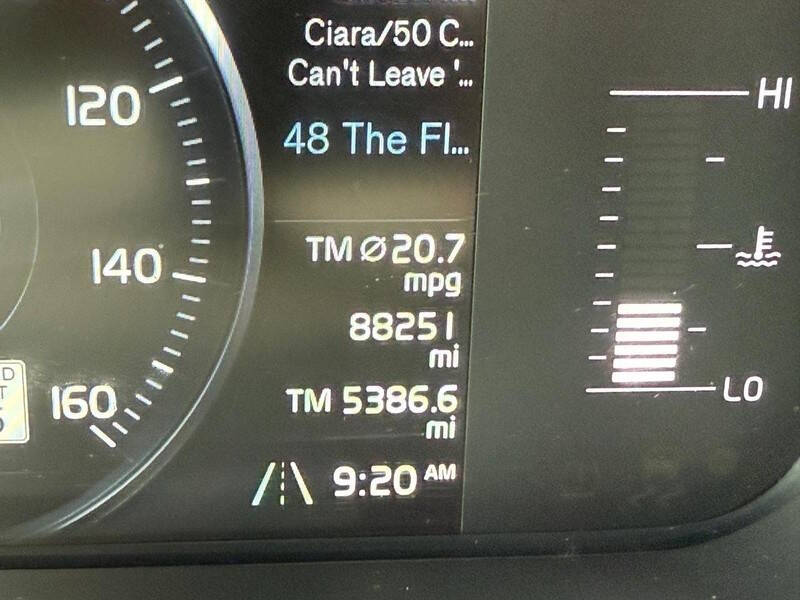 Ciara/50 C...
Can't Leave '...
48 The Fl...
120
140
160
TM Ø 20.7
mpg
88251
mi
TM 5386.6
mi
9:20 AM
HI
LO